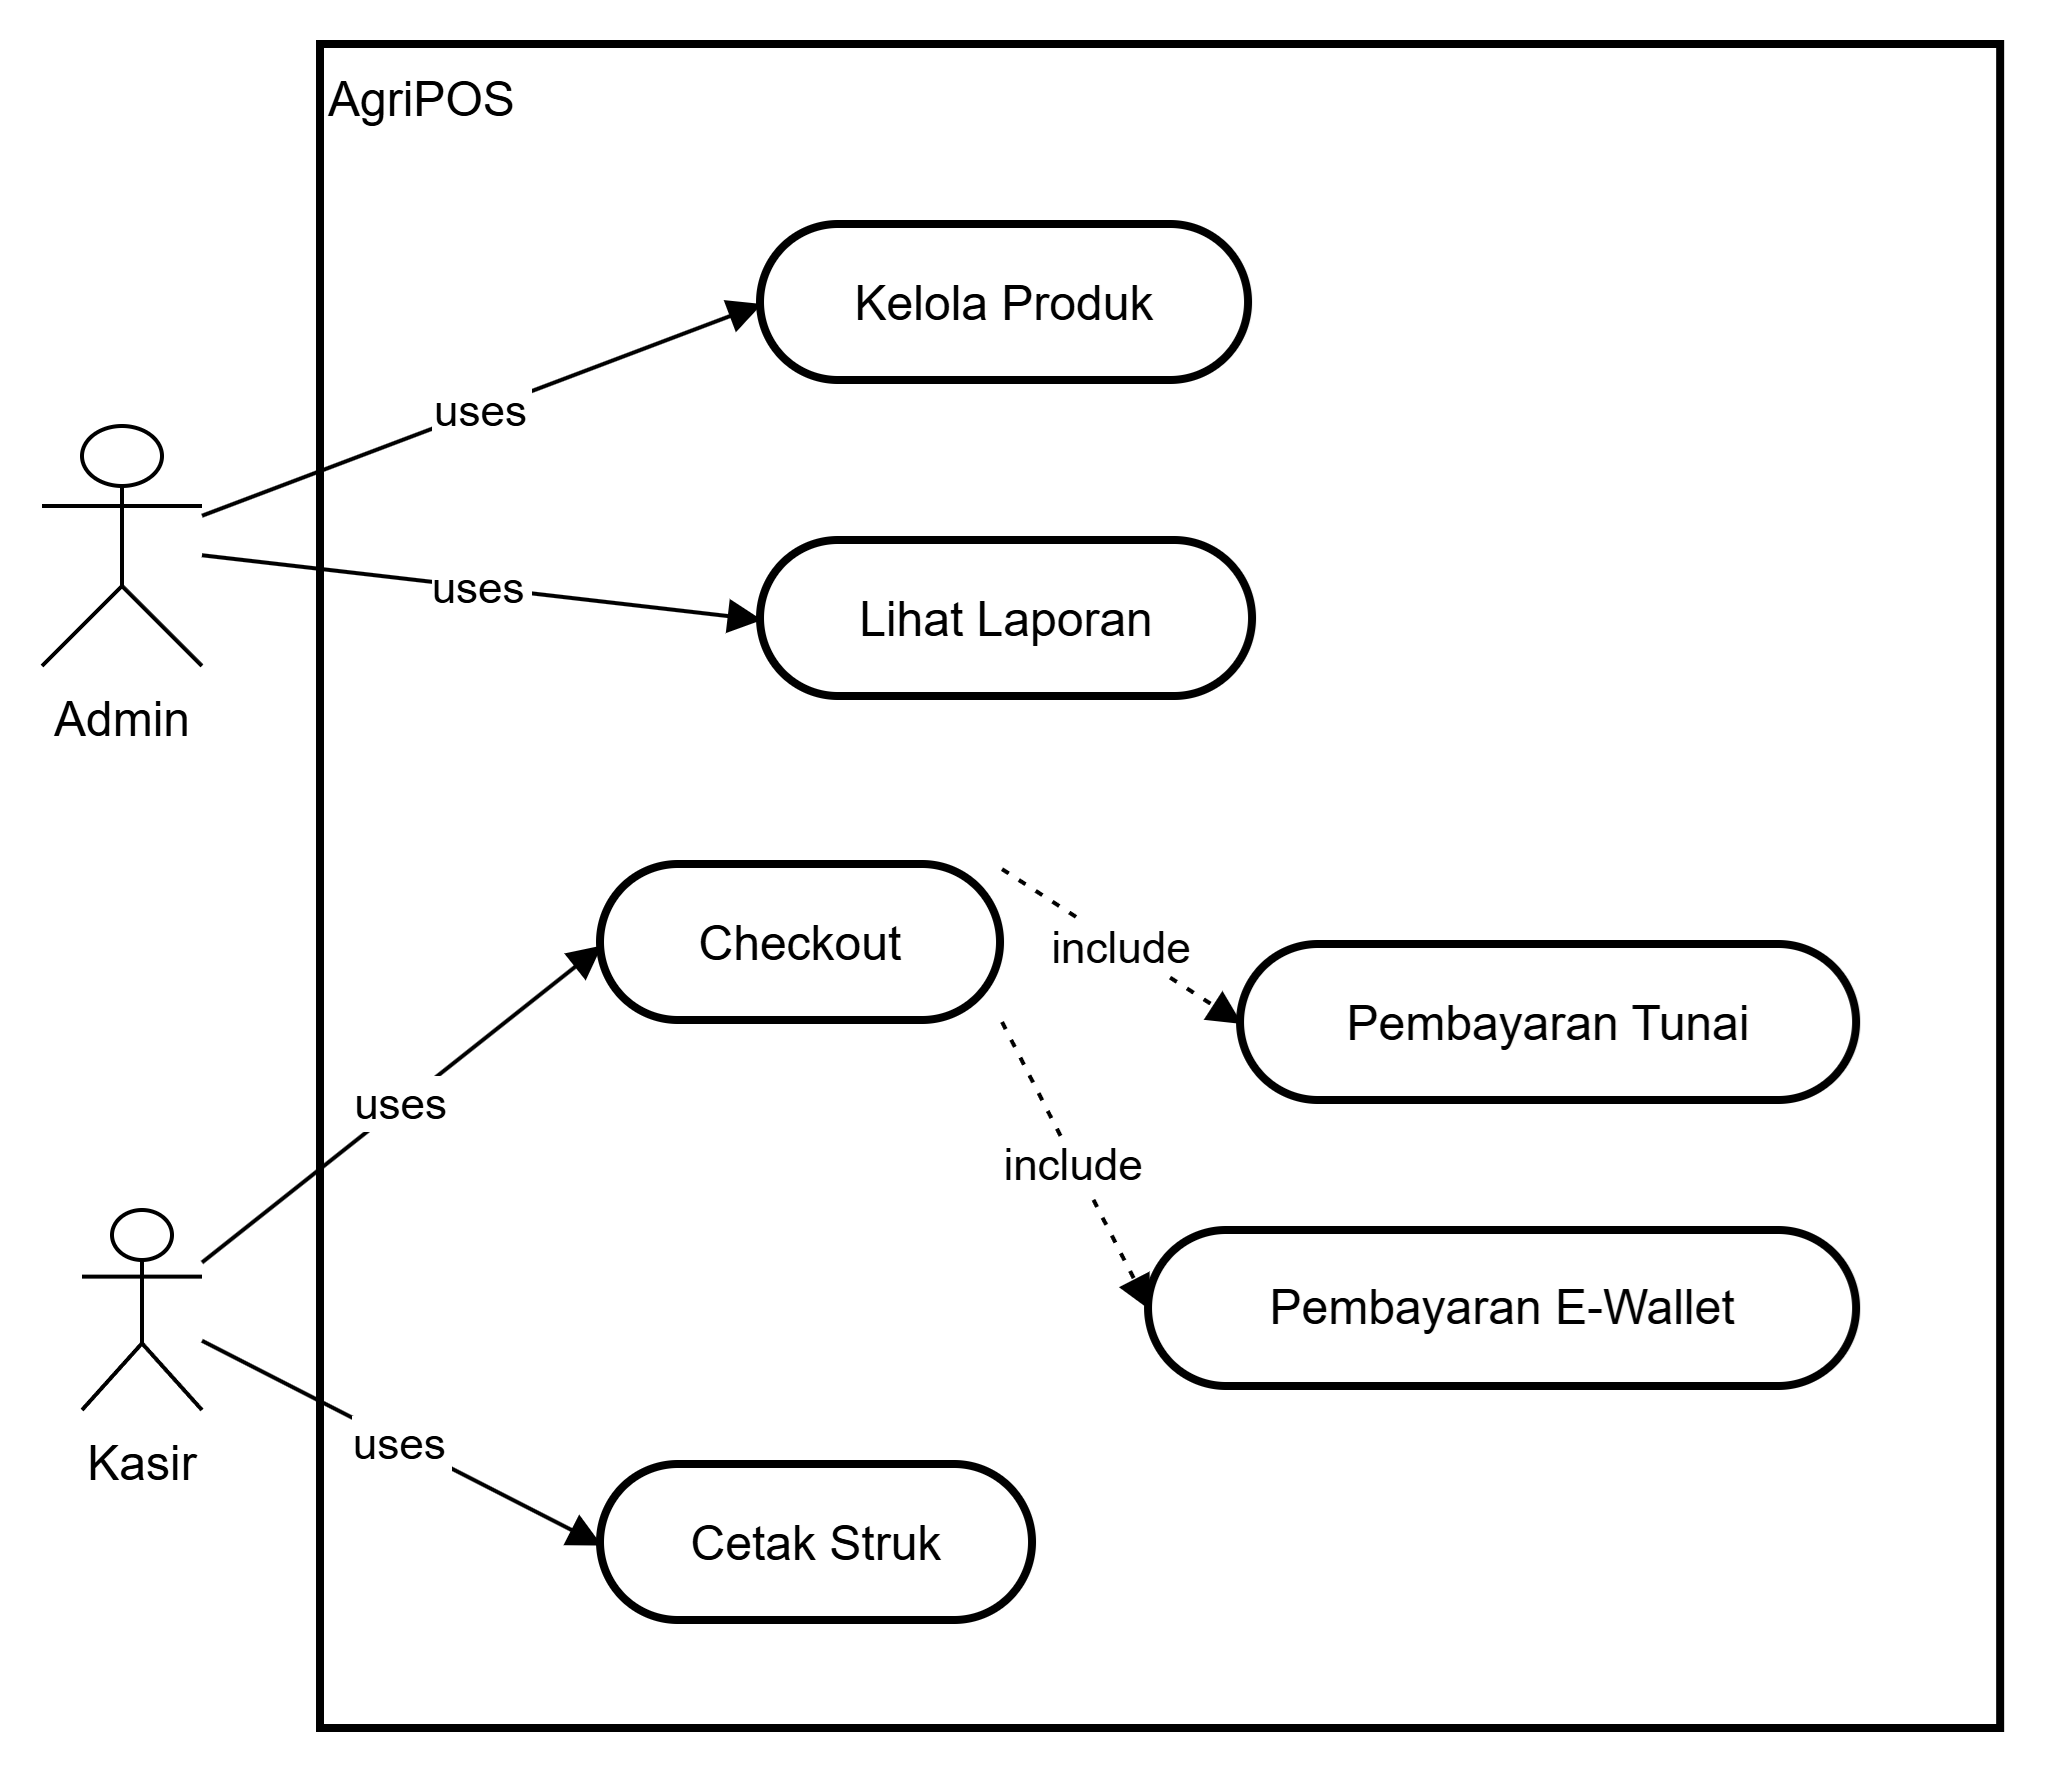 AgriPOS
Kelola Produk
uses
uses
Lihat Laporan
Admin
Checkout
include
Pembayaran Tunai
uses
include
Pembayaran E-Wallet
Kasir
uses
Cetak Struk